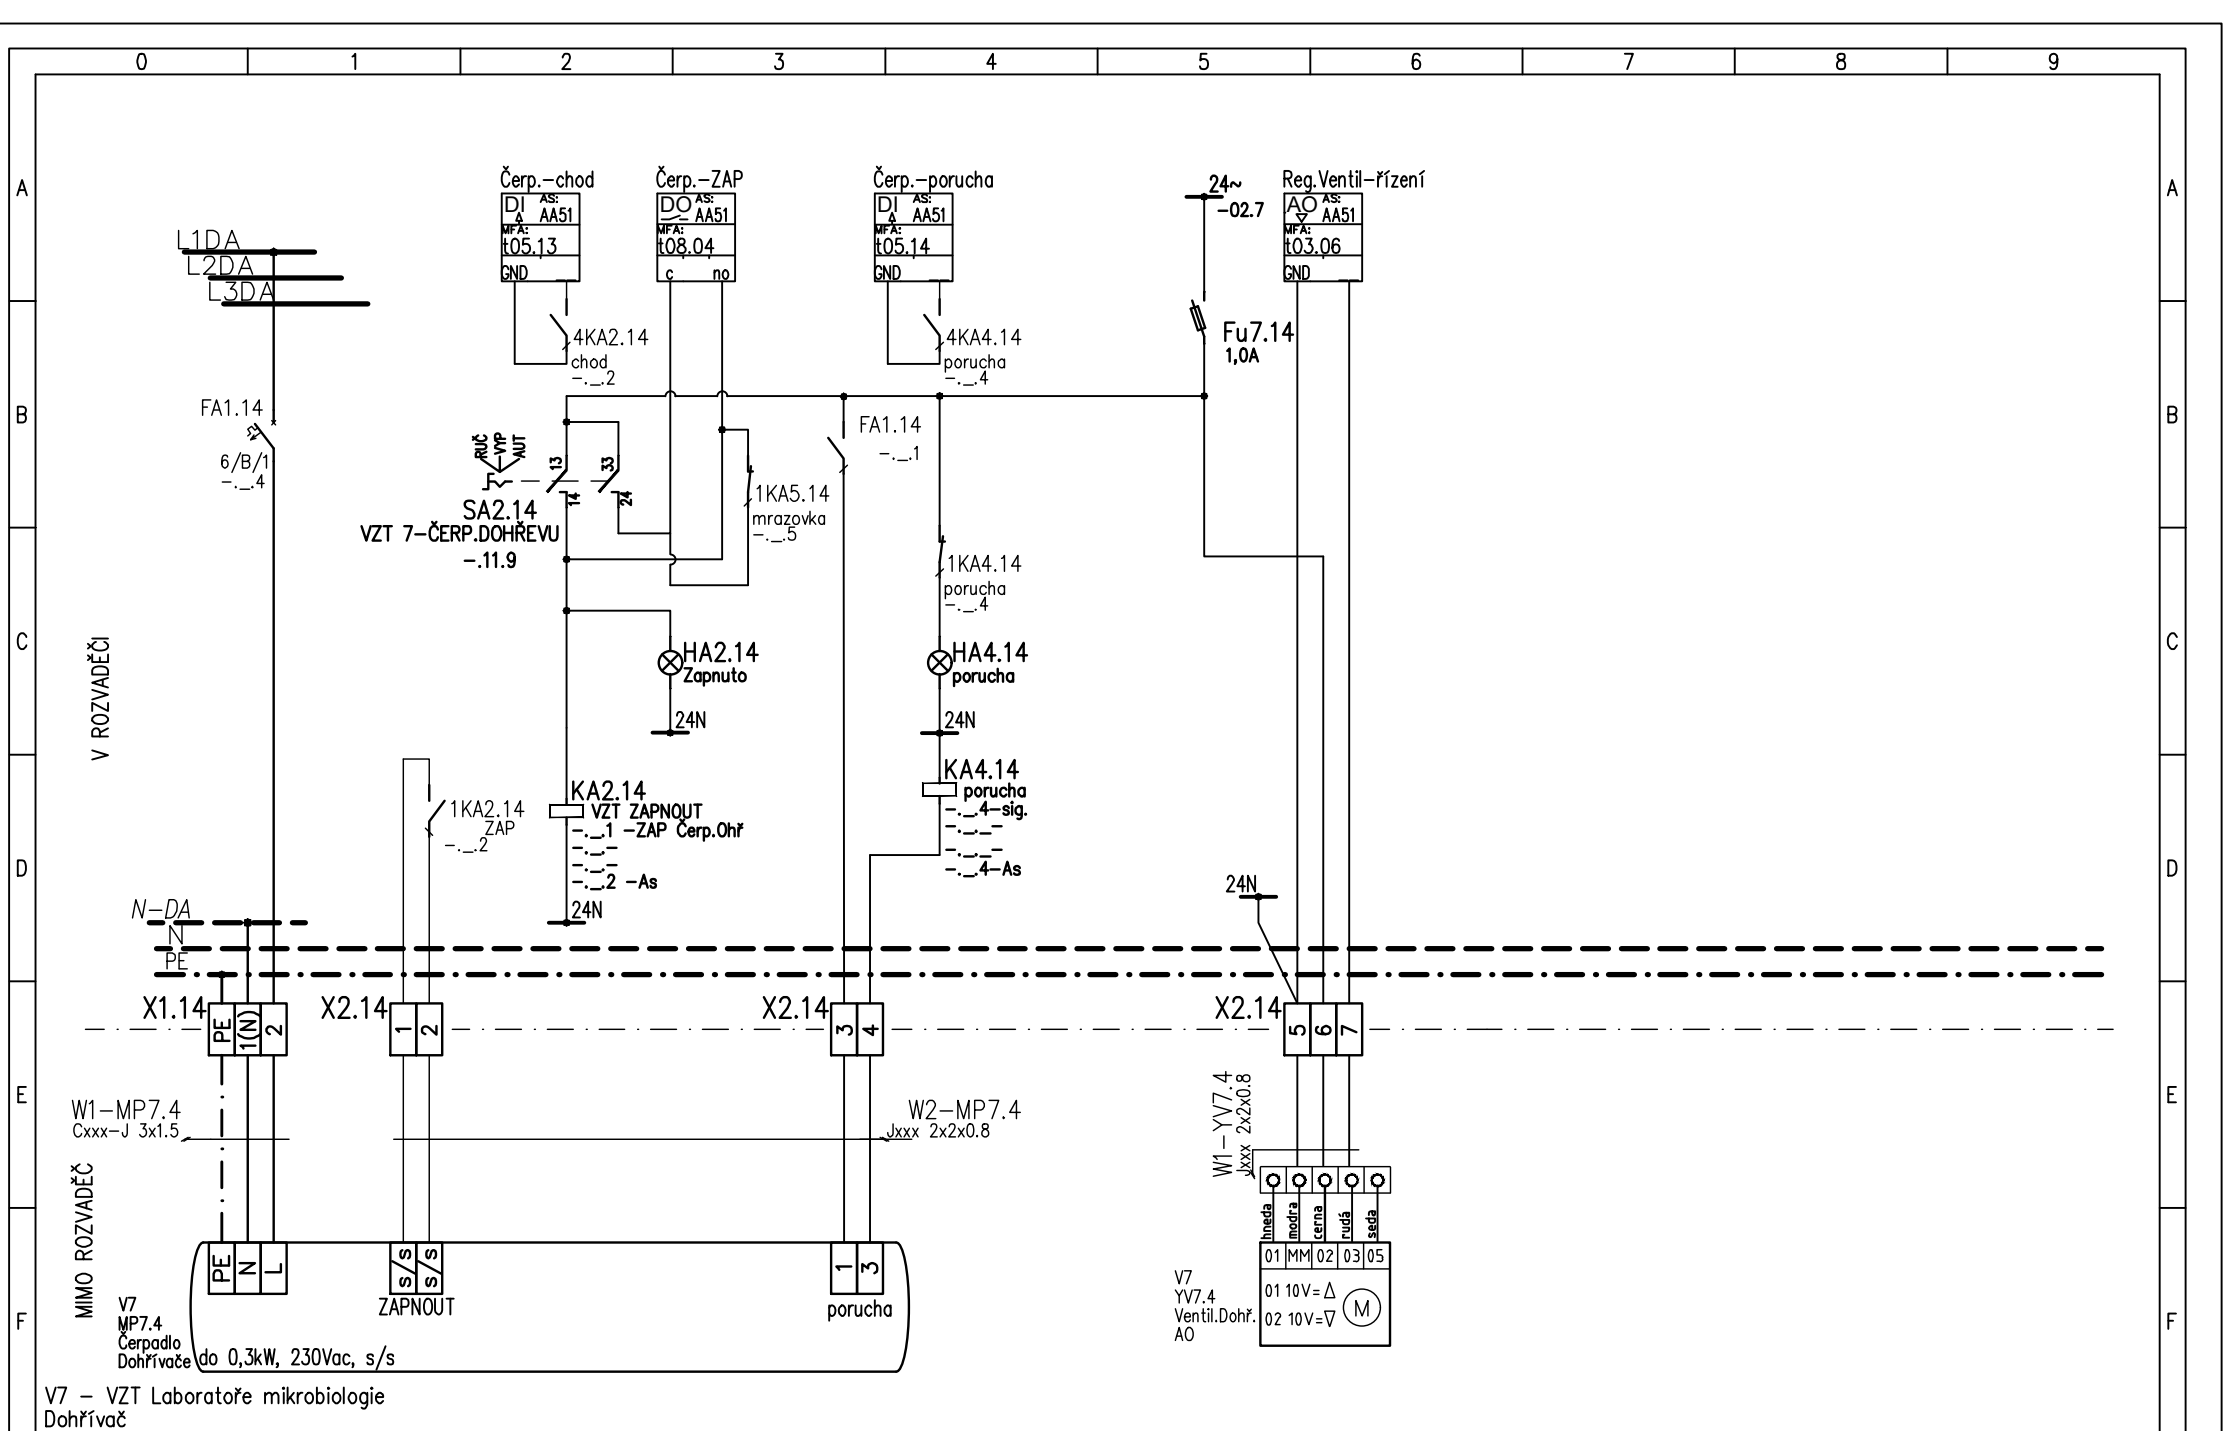 0 1 2 3 4 5 6 7 8 9
A
A
B
B
C
C
D
D
E
E
F
F
L1DA
L2DA
L3DA
FA1.14
6/B/1
-._.4
Čerp.-chod
DI AS:
AA51
MFA:
t05.13
GND __
4KA2.14
chod
-._.2
Čerp.-ZAP
DO AS:
AA51
MFA:
t08.04
c no
Čerp.-porucha
DI AS:
AA51
MFA:
t05.14
GND __
4KA4.14
porucha
-._.4
24~
-02.7
Fu7.14
1,0A
Reg.Ventil-řízení
AO AS:
AA51
MFA:
t03.06
GND __
RUČ
VYP
AUT
13
14
33
24
SA2.14
VZT 7-ČERP.DOHŘEVU
-.11.9
1KA5.14
mrazovka
-._.5
FA1.14
-._.1
1KA4.14
porucha
-._.4
HA2.14
Zapnuto
24N
HA4.14
porucha
24N
V ROZVADĚČI
1KA2.14
ZAP
-._.2
KA2.14
VZT ZAPNOUT
-._.1 -ZAP Čerp.Ohř
-._.-
-._.-
-._.2 -As
24N
KA4.14
porucha
-._.4-sig.
-._._-
-._._-
-._.4-As
24N
N-DA
N
PE
X1.14 PE 1(N) 2
X2.14 1 2
X2.14 3 4
X2.14 5 6 7
W1-MP7.4
Cxxx-J 3x1.5
W2-MP7.4
Jxxx 2x2x0.8
W1-YV7.4
Jxxx 2x2x0.8
MIMO ROZVADĚČ
hneda
modra
cerna
rudá
seda
01 MM 02 03 05
01 10V=
02 10V=
M
V7
YV7.4
Ventil.Dohř.
AO
PE N L
s/s s/s
ZAPNOUT
1 3
porucha
V7
MP7.4
Čerpadlo
Dohřívače do 0,3kW, 230Vac, s/s
V7 - VZT Laboratoře mikrobiologie
Dohřívač